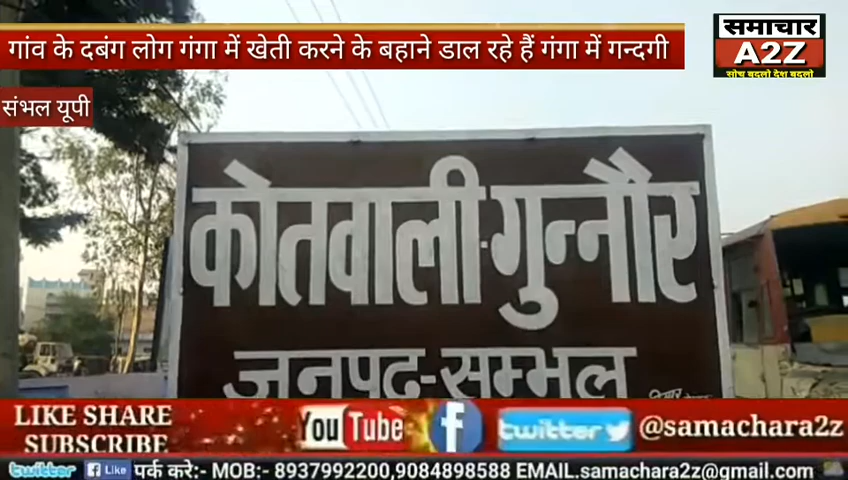 गांव के दबंग लोग गंगा में खेती करने के बहाने डाल रहे हैं गंगा में गन्दगी
समाचार
A2Z
सोच बदलो देश बदलो
संभल यूपी
कोतवाली-गुन्नौर
जनपद-सम्भल
LIKE SHARE
SUBSCRIBE
YouTube
f
twitter
@samachara2z
twitter f Like पर्क करे:- MOB:- 8937992200,9084898588 EMAIL.samachara2z@gmail.com